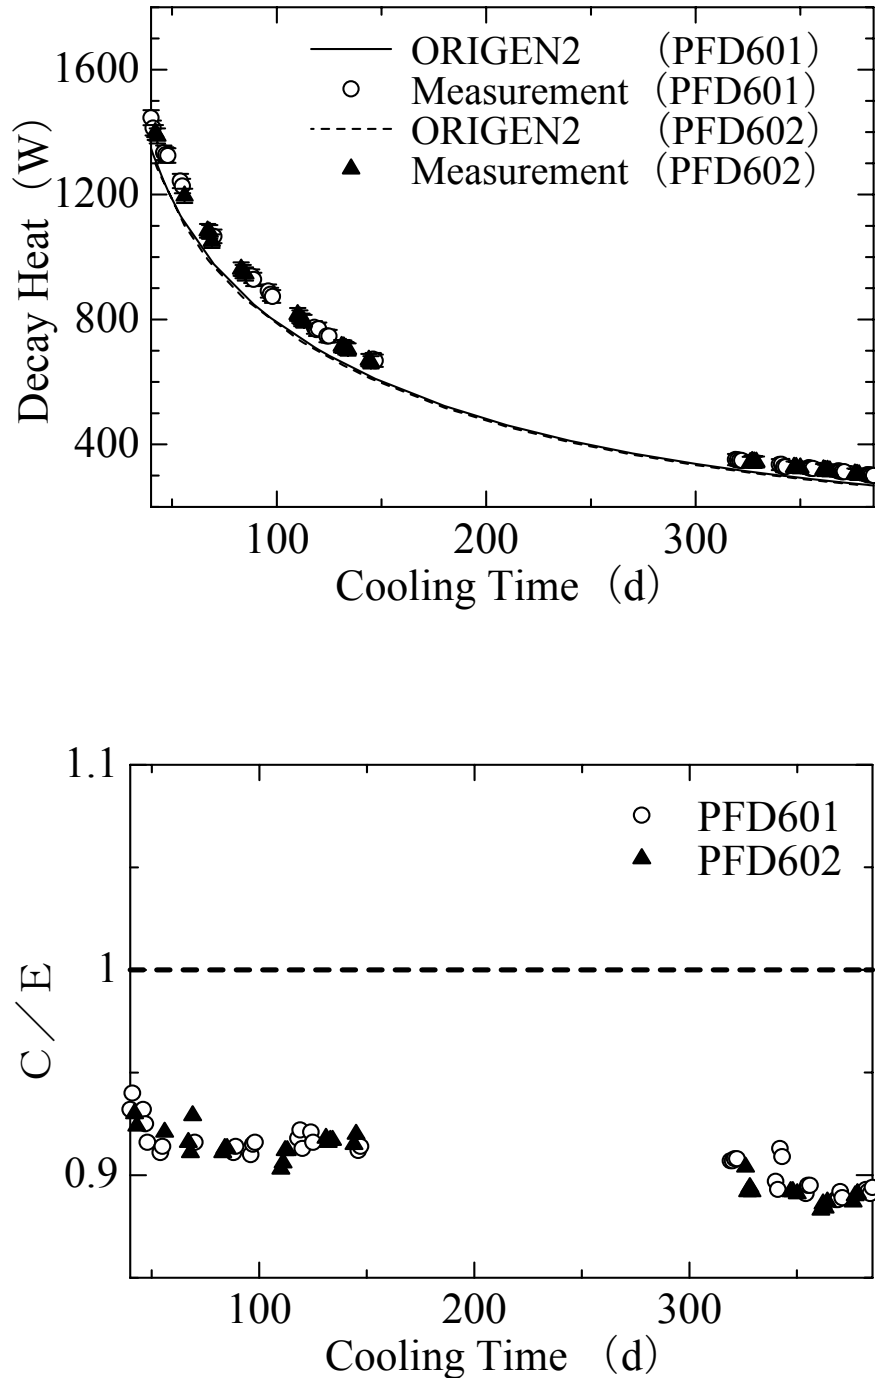 1600
ORIGEN2 (PFD601)
Measurement (PFD601)
ORIGEN2 (PFD602)
Measurement (PFD602)
1200
800
400
Decay Heat (W)
100 200 300
Cooling Time (d)
1.1
PFD601
PFD602
1
C／E
0.9
100 200 300
Cooling Time (d)